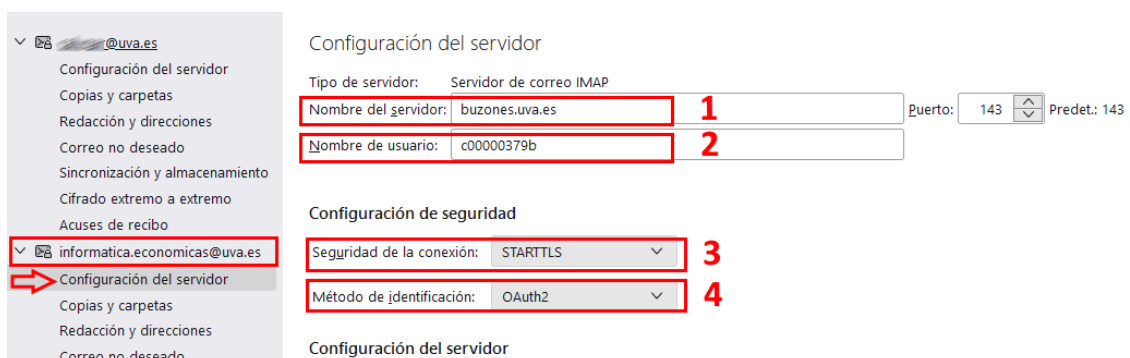 @uva.es
Configuración del servidor
Copias y carpetas
Redacción y direcciones
Correo no deseado
Sincronización y almacenamiento
Cifrado extremo a extremo
Acuses de recibo
informatica.economicas@uva.es
Configuración del servidor
Copias y carpetas
Redacción y direcciones
Correo no deseado
Configuración del servidor
Tipo de servidor: Servidor de correo IMAP
Nombre del servidor: buzones.uva.es 1 Puerto: 143 Predet.: 143
Nombre de usuario: c00000379b 2
Configuración de seguridad
Seguridad de la conexión: STARTTLS 3
Método de identificación: OAuth2 4
Configuración del servidor